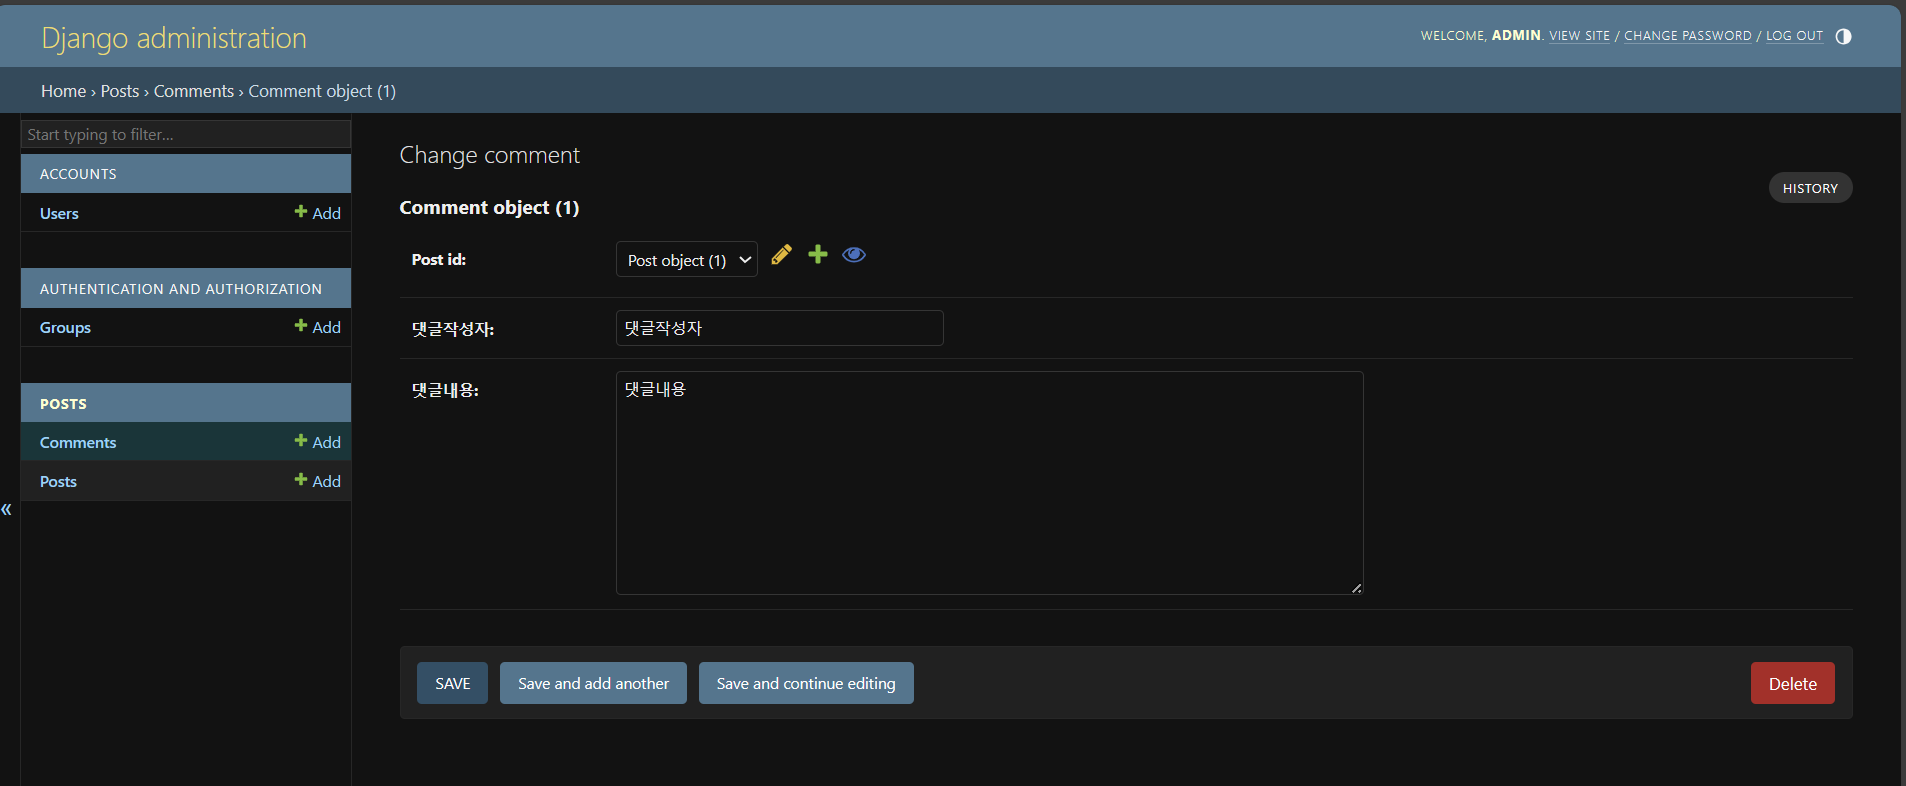 Django administration
WELCOME, ADMIN. VIEW SITE / CHANGE PASSWORD / LOG OUT
Home › Posts › Comments › Comment object (1)
Start typing to filter...
ACCOUNTS
Users
Add
AUTHENTICATION AND AUTHORIZATION
Groups
Add
POSTS
Comments
Add
Posts
Add
«
Change comment
HISTORY
Comment object (1)
Post id:
Post object (1)
댓글작성자:
댓글작성자
댓글내용:
댓글내용
SAVE
Save and add another
Save and continue editing
Delete